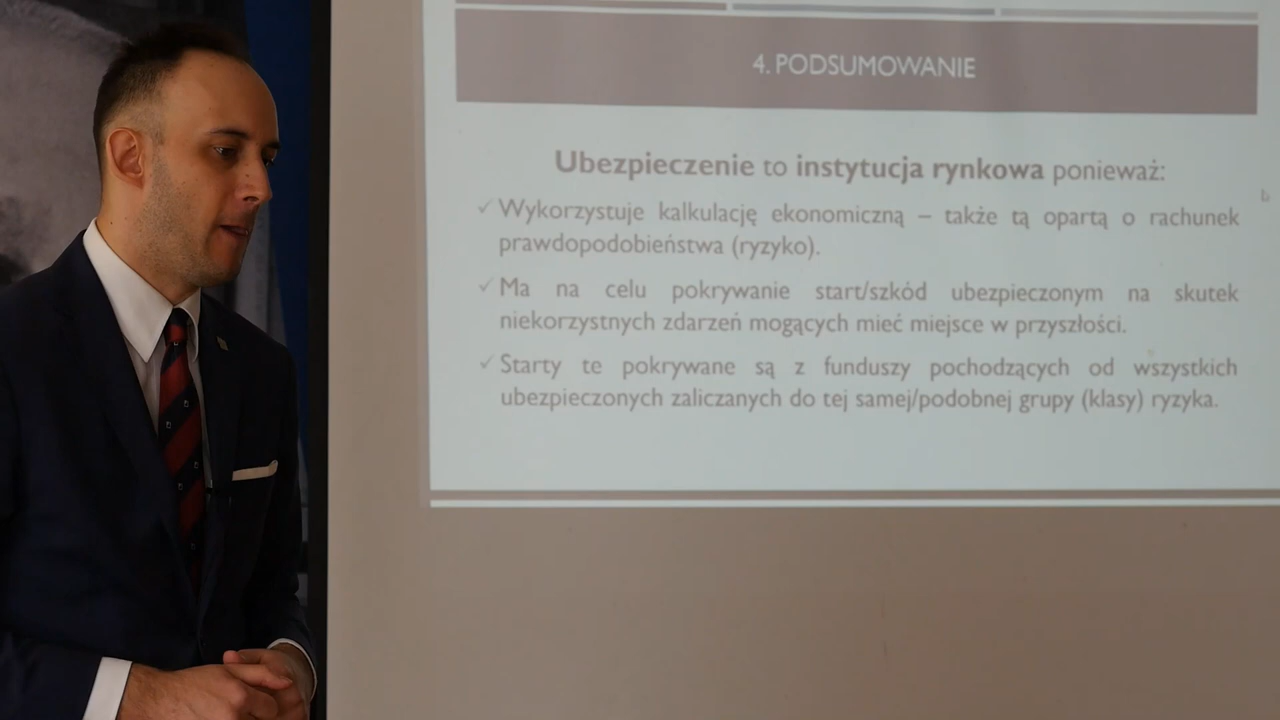 4. PODSUMOWANIE
Ubezpieczenie to instytucja rynkowa ponieważ:
✓ Wykorzystuje kalkulację ekonomiczną – także tą opartą o rachunek
prawdopodobieństwa (ryzyko).
✓ Ma na celu pokrywanie start/szkód ubezpieczonym na skutek
niekorzystnych zdarzeń mogących mieć miejsce w przyszłości.
✓ Starty te pokrywane są z funduszy pochodzących od wszystkich
ubezpieczonych zaliczanych do tej samej/podobnej grupy (klasy) ryzyka.